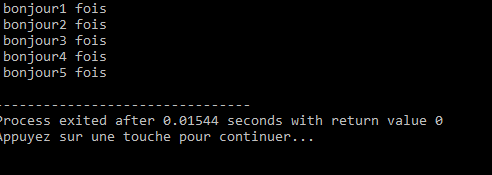 bonjour1 fois
bonjour2 fois
bonjour3 fois
bonjour4 fois
bonjour5 fois
--------------------------------
Process exited after 0.01544 seconds with return value 0
Appuyez sur une touche pour continuer...